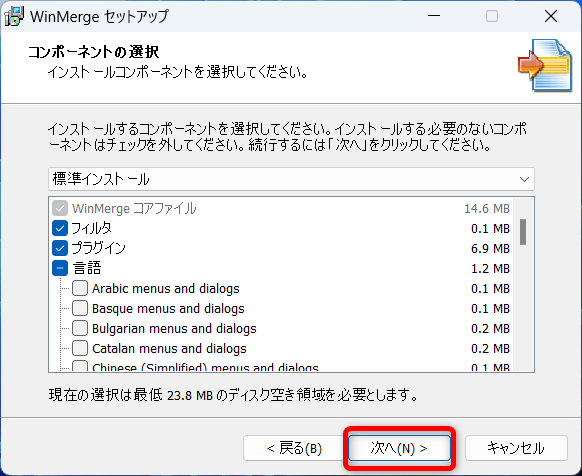 WinMerge セットアップ
コンポーネントの選択
インストールコンポーネントを選択してください。
インストールするコンポーネントを選択してください。インストールする必要のないコンポ
ーネントはチェックを外してください。続行するには「次へ」をクリックしてください。
標準インストール
WinMerge コアファイル 14.6 MB
フィルタ 0.1 MB
プラグイン 6.9 MB
言語 1.2 MB
Arabic menus and dialogs 0.1 MB
Basque menus and dialogs 0.1 MB
Bulgarian menus and dialogs 0.2 MB
Catalan menus and dialogs 0.2 MB
Chinese (Simplified) menus and dialogs 0.1 MB
現在の選択は最低 23.8 MB のディスク空き領域を必要とします。
< 戻る(B) 次へ(N) > キャンセル